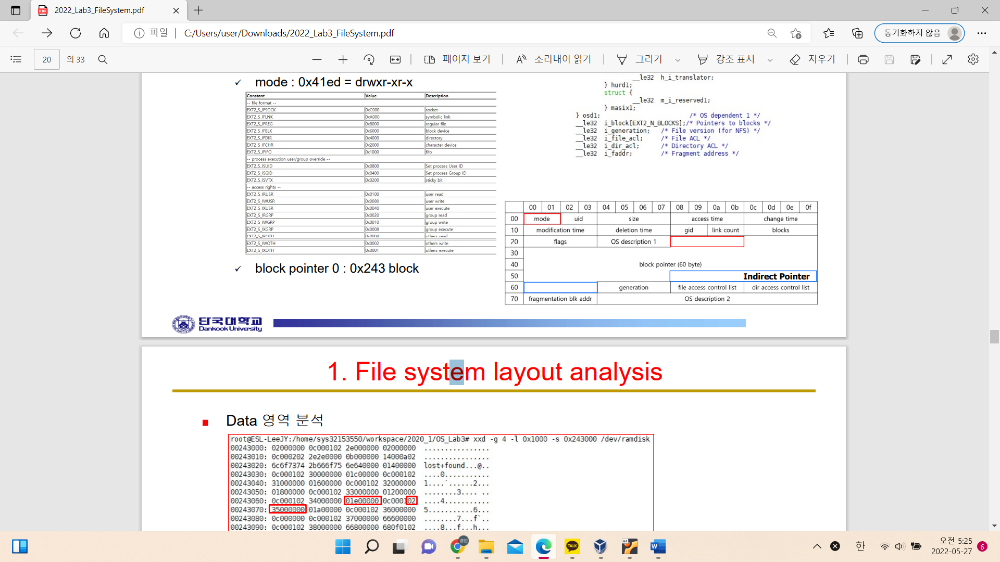 2022_Lab3_FileSystem.pdf
파일 | C:/Users/user/Downloads/2022_Lab3_FileSystem.pdf
동기화하지 않음
20 의 33
페이지 보기
소리내어 읽기
그리기
강조 표시
지우기
✓ mode : 0x41ed = drwxr-xr-x
Constant Value Description
-- file format --
EXT2_S_IFSOCK 0xC000 socket
EXT2_S_IFLNK 0xA000 symbolic link
EXT2_S_IFREG 0x8000 regular file
EXT2_S_IFBLK 0x6000 block device
EXT2_S_IFDIR 0x4000 directory
EXT2_S_IFCHR 0x2000 character device
EXT2_S_IFIFO 0x1000 fifo
-- process execution user/group override --
EXT2_S_ISUID 0x0800 Set process User ID
EXT2_S_ISGID 0x0400 Set process Group ID
EXT2_S_ISVTX 0x0200 sticky bit
-- access rights --
EXT2_S_IRUSR 0x0100 user read
EXT2_S_IWUSR 0x0080 user write
EXT2_S_IXUSR 0x0040 user execute
EXT2_S_IRGRP 0x0020 group read
EXT2_S_IWGRP 0x0010 group write
EXT2_S_IXGRP 0x0008 group execute
EXT2_S_IROTH 0x0004 others read
EXT2_S_IWOTH 0x0002 others write
EXT2_S_IXOTH 0x0001 others execute
✓ block pointer 0 : 0x243 block
__le32 h_i_translator;
} hurd1;
struct {
__le32 m_i_reserved1;
} masix1;
} osd1; /* OS dependent 1 */
__le32 i_block[EXT2_N_BLOCKS];/* Pointers to blocks */
__le32 i_generation; /* File version (for NFS) */
__le32 i_file_acl; /* File ACL */
__le32 i_dir_acl; /* Directory ACL */
__le32 i_faddr; /* Fragment address */
00 01 02 03 04 05 06 07 08 09 0a 0b 0c 0d 0e 0f
00 mode uid size access time change time
10 modification time deletion time gid link count blocks
20 flags OS description 1
30
40 block pointer (60 byte)
50 Indirect Pointer
60 generation file access control list dir access control list
70 fragmentation blk addr OS description 2
단국대학교
Dankook University
1. File system layout analysis
Data 영역 분석
root@ESL-LeeJY:/home/sys32153550/workspace/2020_1/OS_Lab3# xxd -g 4 -l 0x1000 -s 0x243000 /dev/ramdisk
00243000: 02000000 0c000102 2e000000 02000000 ................
00243010: 0c000202 2e2e0000 0b000000 14000a02 ................
00243020: 6c6f7374 2b666f75 6e640000 01400000 lost+found...@..
00243030: 0c000102 30000000 01c00000 0c000102 ....0...........
00243040: 31000000 01600000 0c000102 32000000 1....`......2...
00243050: 01800000 0c000102 33000000 01200000 ........3.... ..
00243060: 0c000102 34000000 01e00000 0c000102 ....4...........
00243070: 35000000 01a00000 0c000102 36000000 5...........6...
00243080: 0c000000 0c000102 37000000 66600000 ........7...f`..
00243090: 0c000102 38000000 66800000 680f0102 ....8...f...h...
경민
TALK
64
W
한
오전 5:25
2022-05-27
6